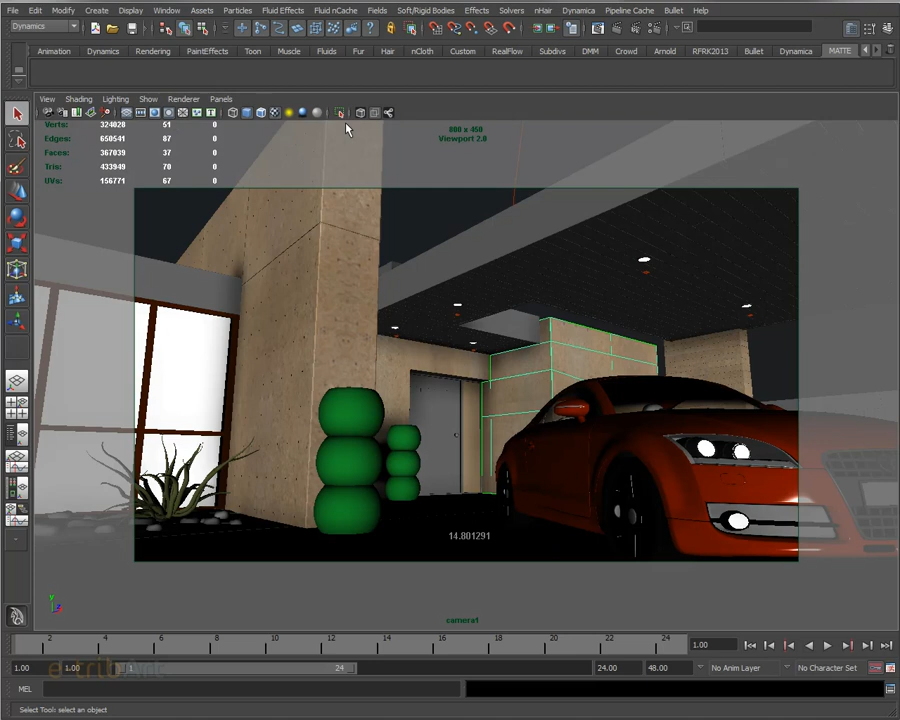 File Edit Modify Create Display Window Assets Particles Fluid Effects Fluid nCache Fields Soft/Rigid Bodies Effects Solvers nHair Dynamica Pipeline Cache Bullet Help
Dynamics
Animation Dynamics Rendering PaintEffects Toon Muscle Fluids Fur Hair nCloth Custom RealFlow Subdivs DMM Crowd Arnold RFRK2013 Bullet Dynamica MATTE
View Shading Lighting Show Renderer Panels
Verts: 324028 51 0
Edges: 650541 87 0
Faces: 367039 37 0
Tris: 433949 70 0
UVs: 156771 67 0
800 x 450
Viewport 2.0
14.801291
y
z
camera1
2 4 6 8 10 12 14 16 18 20 22 24 1.00
1.00 1.00 1 24 24.00 48.00 No Anim Layer No Character Set
MEL
Select Tool: select an object